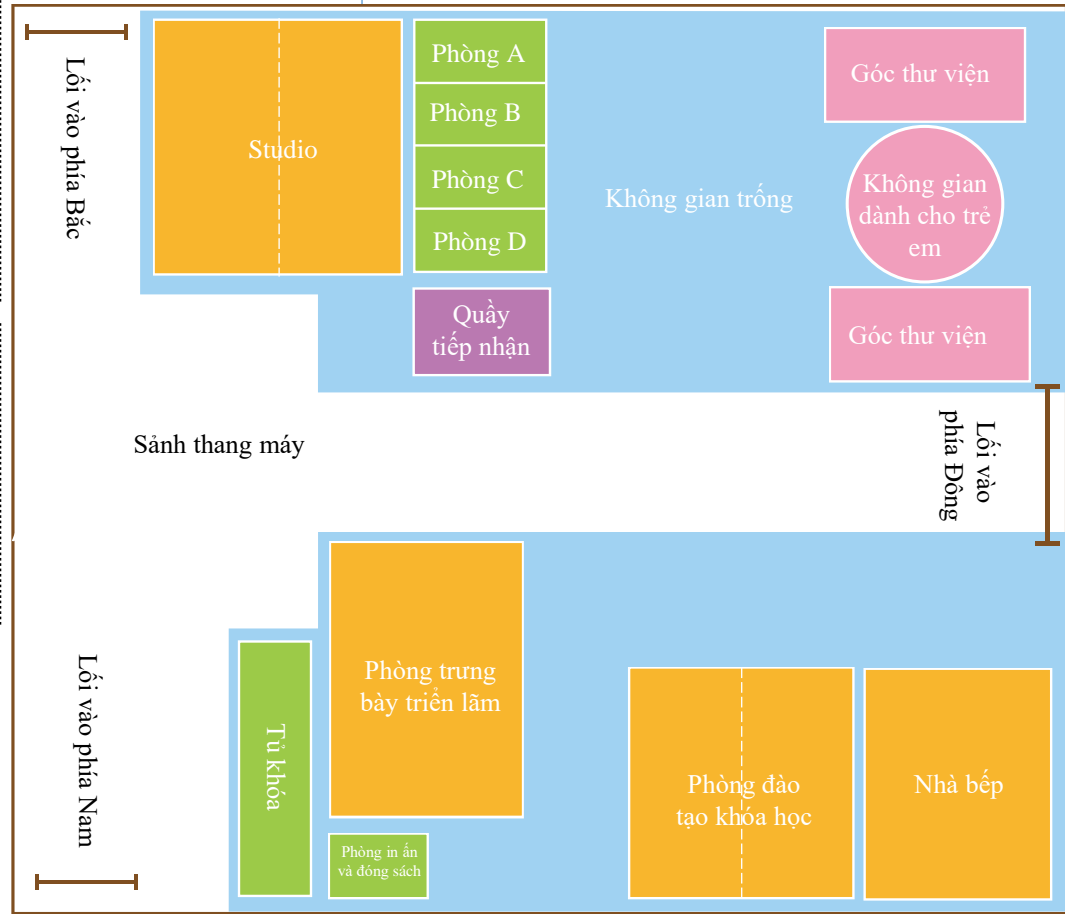 Lối vào phía Bắc
Studio
Phòng A
Phòng B
Phòng C
Phòng D
Quầy
tiếp nhận
Không gian trống
Góc thư viện
Không gian
dành cho trẻ
em
Góc thư viện
Sảnh thang máy
Lối vào
phía Đông
Lối vào phía Nam
Tủ khóa
Phòng trưng
bày triển lãm
Phòng in ấn
và đóng sách
Phòng đào
tạo khóa học
Nhà bếp